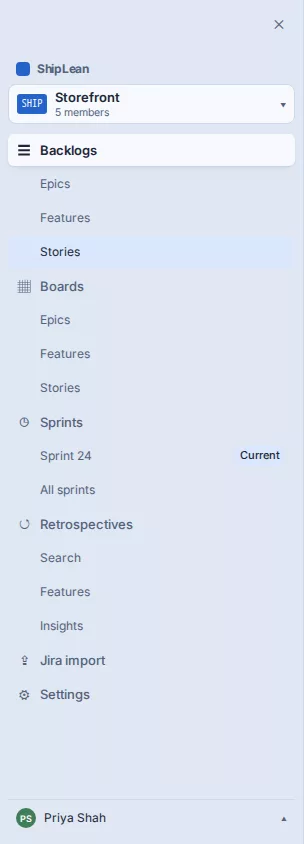 ShipLean
SHIP
Storefront
5 members
Backlogs
Epics
Features
Stories
Boards
Epics
Features
Stories
Sprints
Sprint 24 Current
All sprints
Retrospectives
Search
Features
Insights
Jira import
Settings
PS Priya Shah